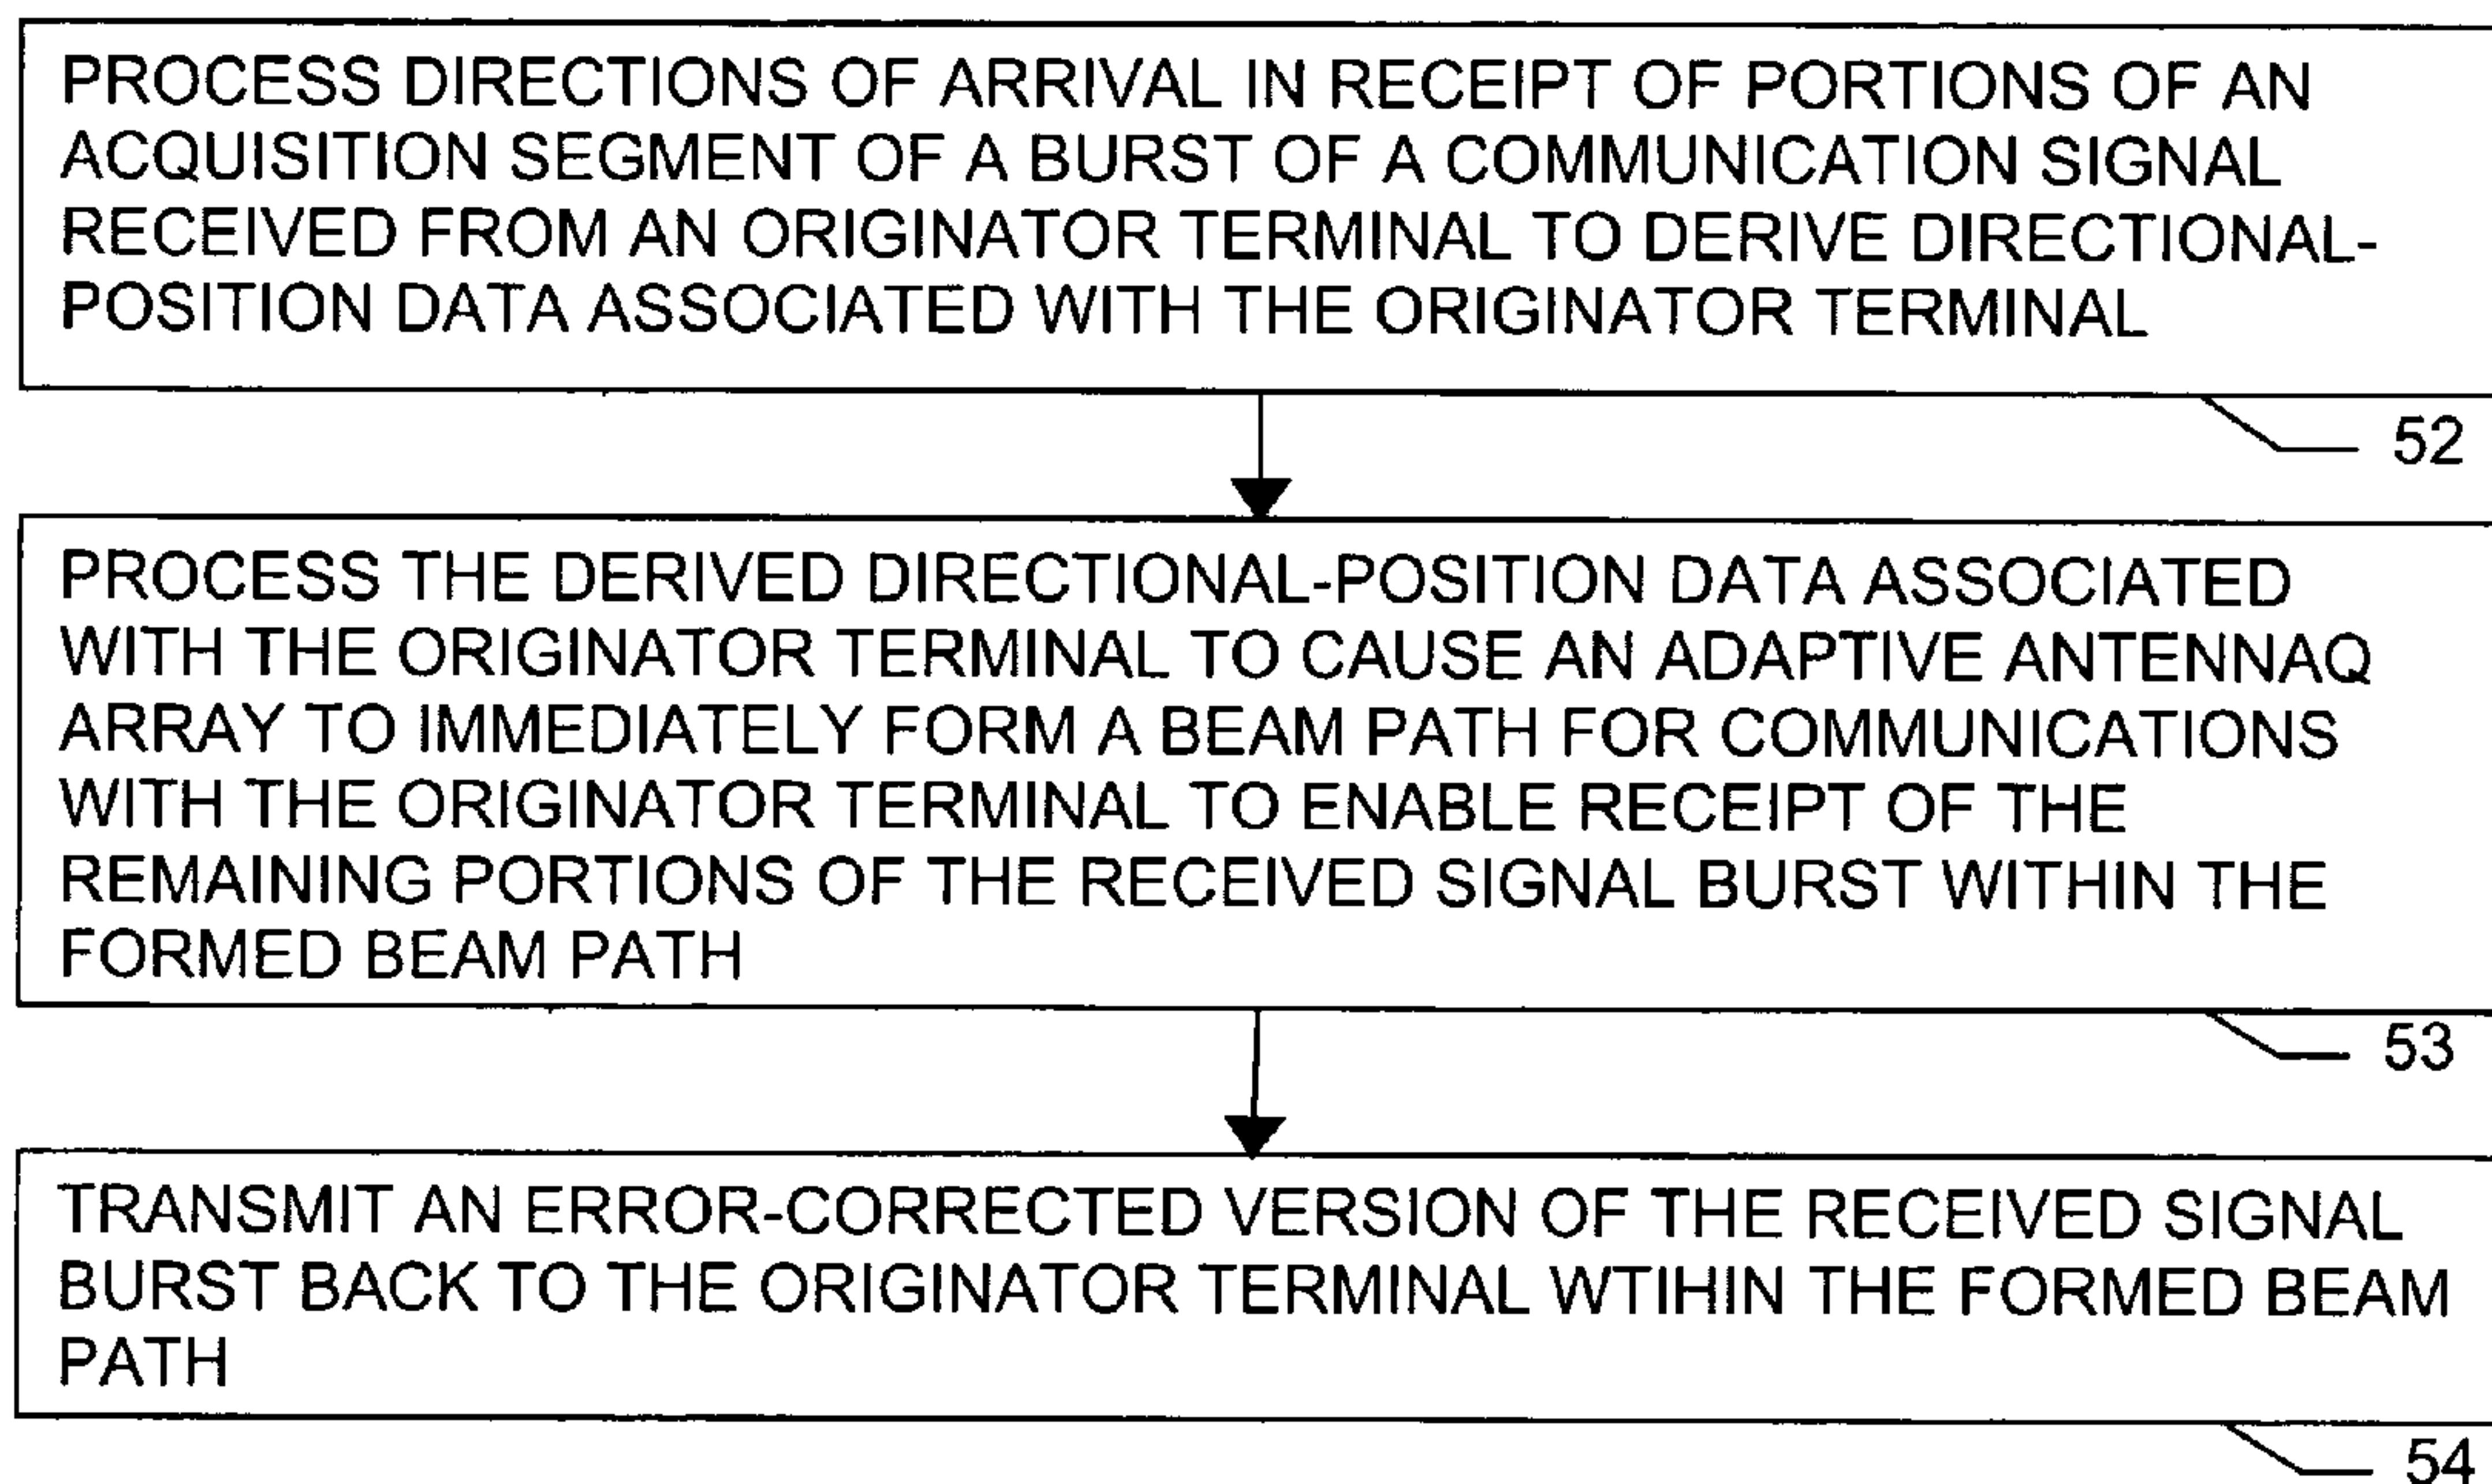 PROCESS DIRECTIONS OF ARRIVAL IN RECEIPT OF PORTIONS OF AN
ACQUISITION SEGMENT OF A BURST OF A COMMUNICATION SIGNAL
RECEIVED FROM AN ORIGINATOR TERMINAL TO DERIVE DIRECTIONAL-
POSITION DATA ASSOCIATED WITH THE ORIGINATOR TERMINAL
52
PROCESS THE DERIVED DIRECTIONAL-POSITION DATA ASSOCIATED
WITH THE ORIGINATOR TERMINAL TO CAUSE AN ADAPTIVE ANTENNAQ
ARRAY TO IMMEDIATELY FORM A BEAM PATH FOR COMMUNICATIONS
WITH THE ORIGINATOR TERMINAL TO ENABLE RECEIPT OF THE
REMAINING PORTIONS OF THE RECEIVED SIGNAL BURST WITHIN THE
FORMED BEAM PATH
53
TRANSMIT AN ERROR-CORRECTED VERSION OF THE RECEIVED SIGNAL
BURST BACK TO THE ORIGINATOR TERMINAL WTIHIN THE FORMED BEAM
PATH
54